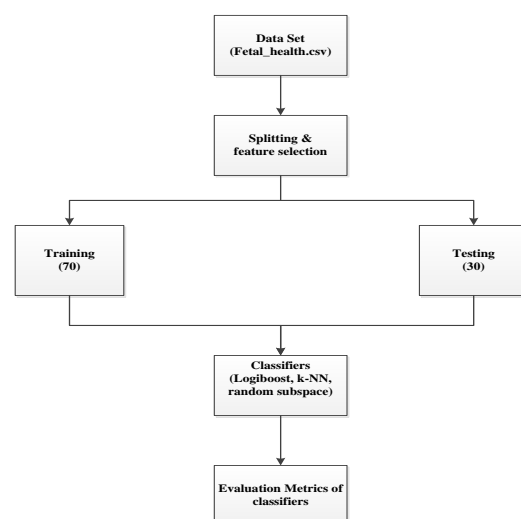 Data Set
(Fetal_health.csv)
Splitting &
feature selection
Training
(70)
Testing
(30)
Classifiers
(Logiboost, k-NN,
random subspace)
Evaluation Metrics of
classifiers